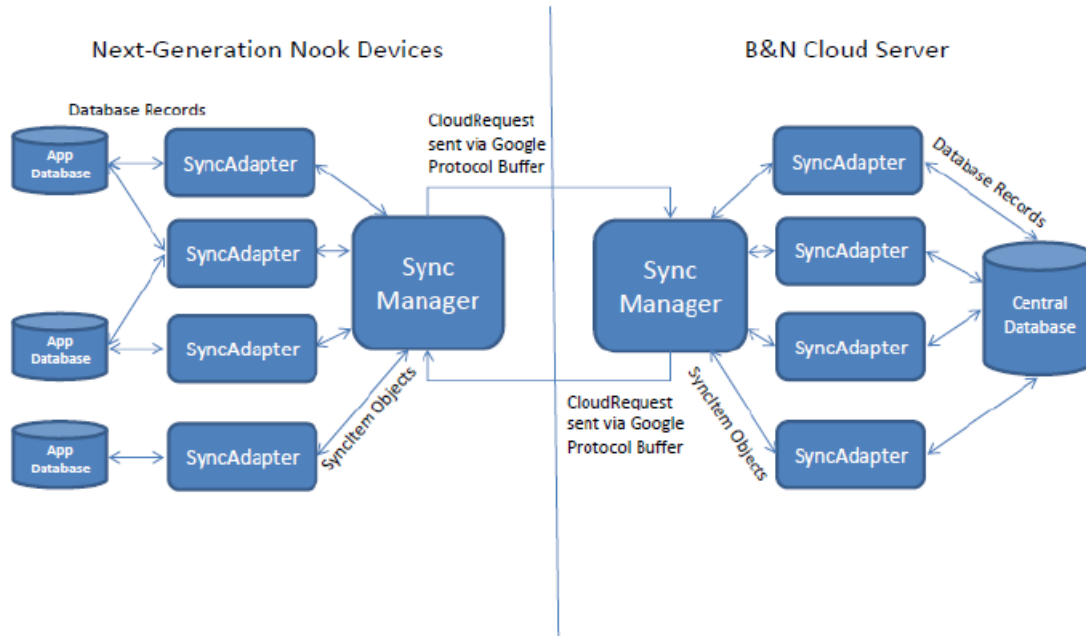 Next-Generation Nook Devices
B&N Cloud Server
Database Records
CloudRequest
sent via Google
Protocol Buffer
App
Database
SyncAdapter
SyncAdapter
App
Database
SyncAdapter
App
Database
SyncAdapter
Sync
Manager
SyncItem Objects
CloudRequest
sent via Google
Protocol Buffer
Sync
Manager
SyncItem Objects
SyncAdapter
SyncAdapter
SyncAdapter
SyncAdapter
Database Records
Central
Database